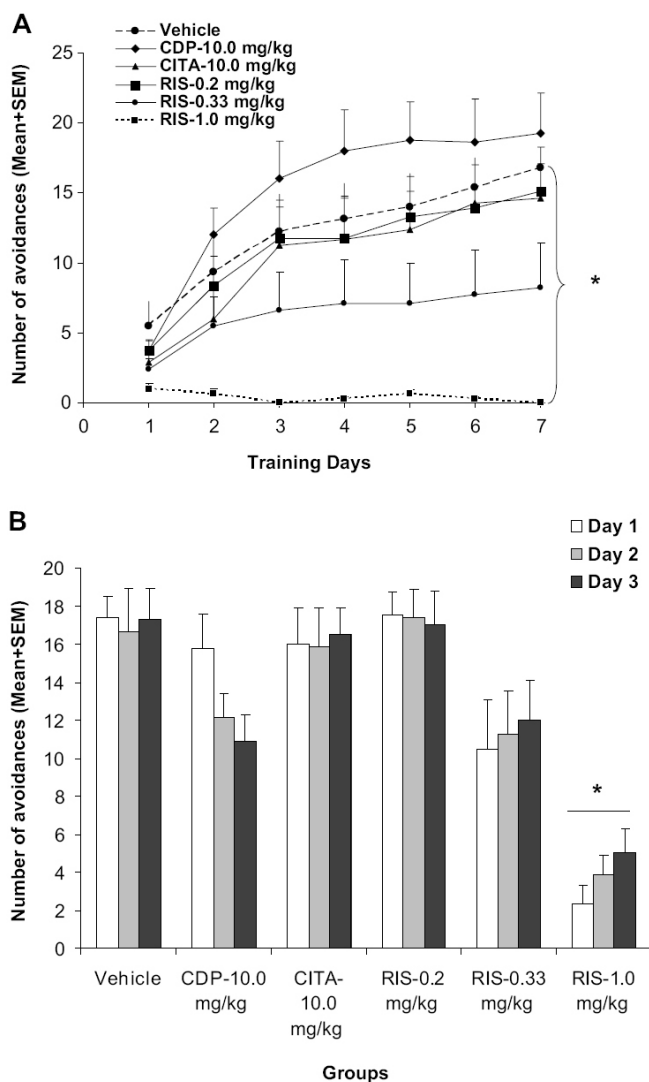 A
Vehicle
CDP-10.0 mg/kg
CITA-10.0 mg/kg
RIS-0.2 mg/kg
RIS-0.33 mg/kg
RIS-1.0 mg/kg
Number of avoidances (Mean+SEM)
25
20
15
10
5
0
*
0 1 2 3 4 5 6 7
Training Days
B
Day 1
Day 2
Day 3
Number of avoidances (Mean+SEM)
20
18
16
14
12
10
8
6
4
2
0
*
Vehicle CDP-10.0 CITA- RIS-0.2 RIS-0.33 RIS-1.0
mg/kg 10.0 mg/kg mg/kg mg/kg
mg/kg
Groups